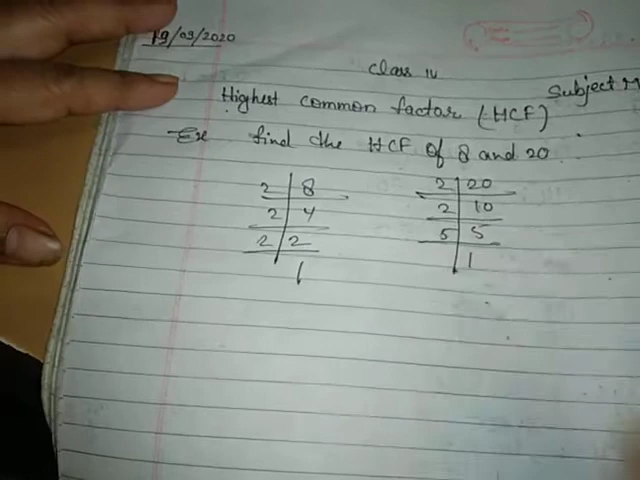 19/09/2020
Class IV
Subject M
Highest common factor (HCF)
Ex find the HCF of 8 and 20
2 | 8
2 | 4
2 | 2
1
2 | 20
2 | 10
5 | 5
1